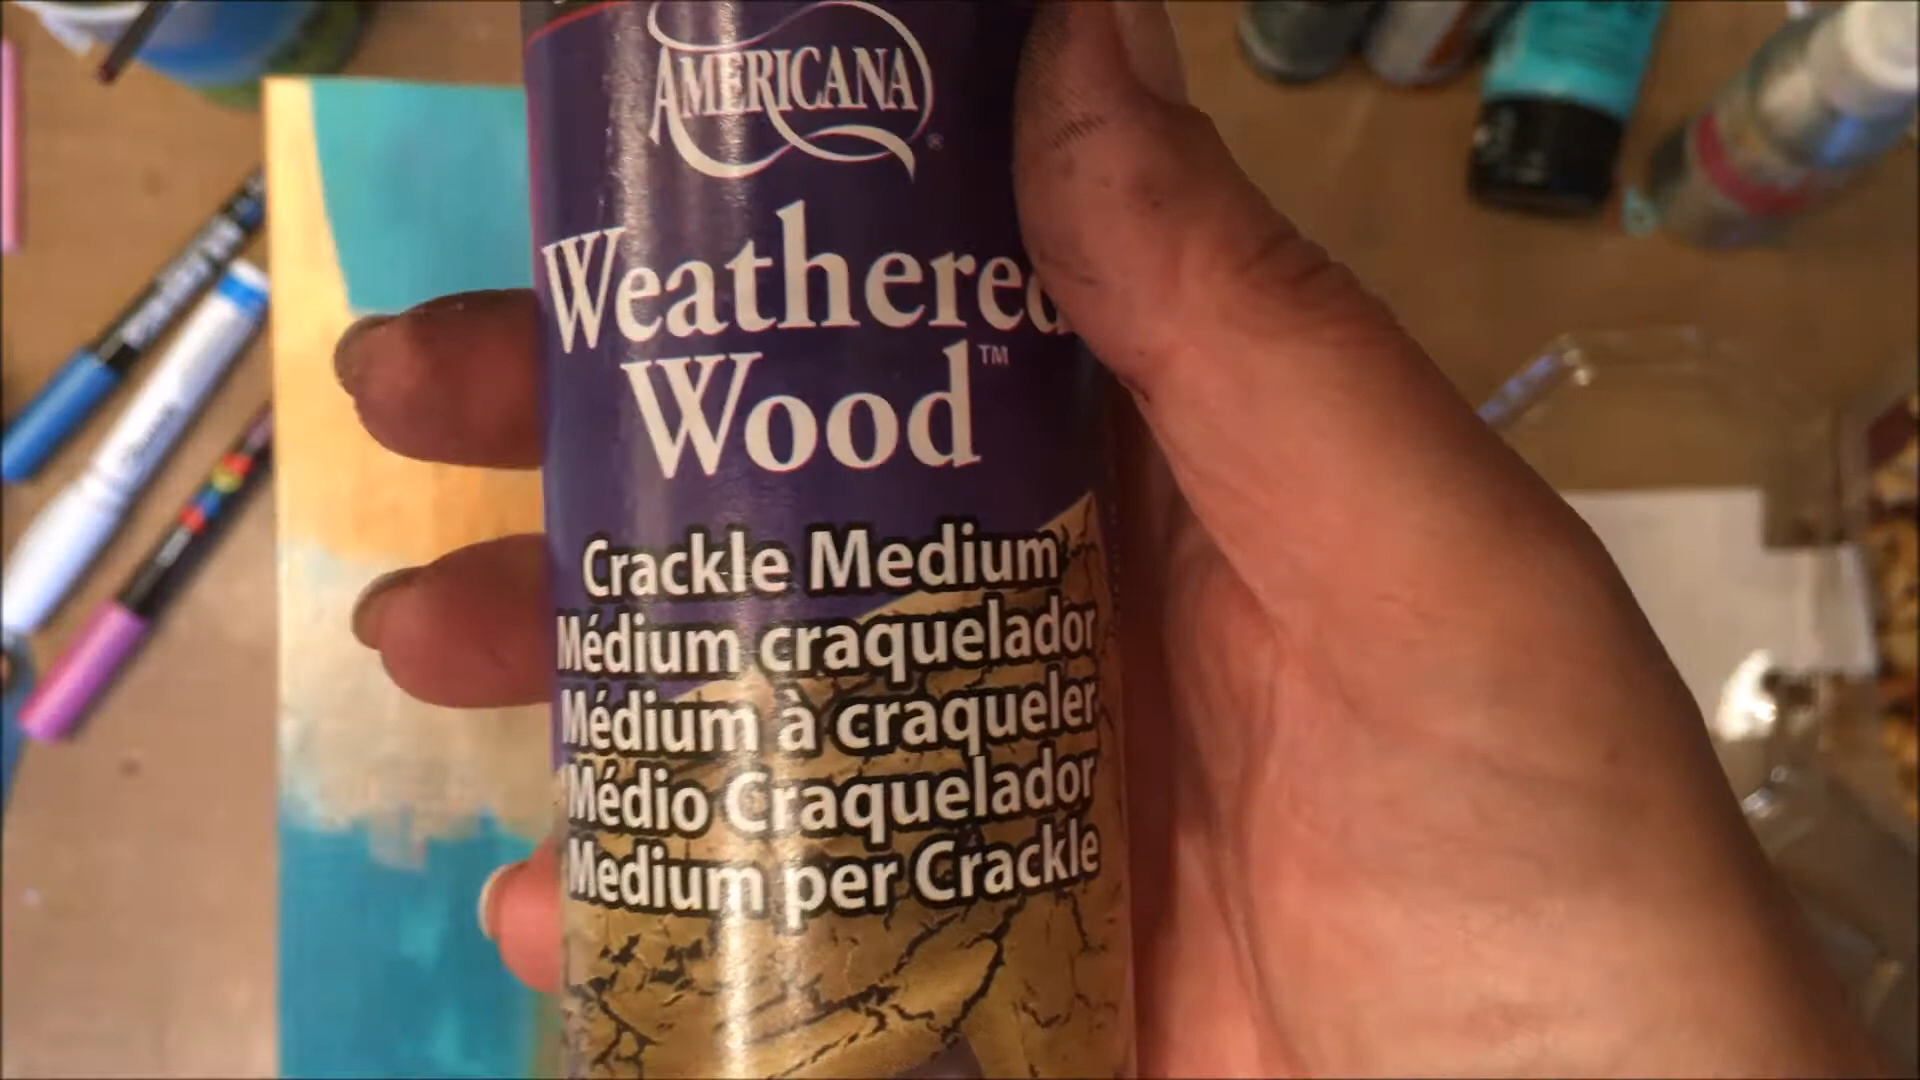 AMERICANA®
Weathered
Wood™
Crackle Medium
Médium craquelador
Médium à craqueler
Médio Craquelador
Medium per Crackle